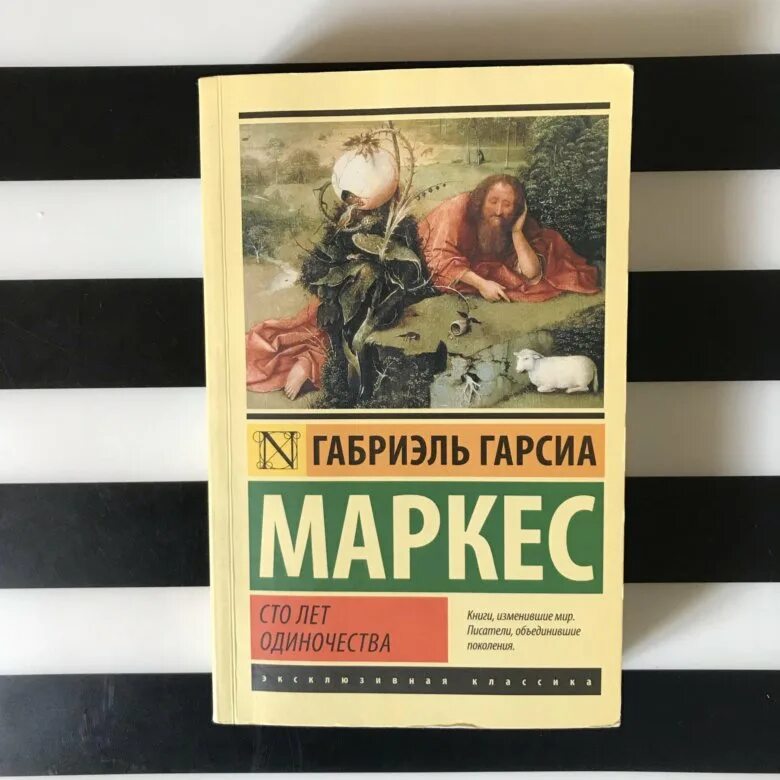 N ГАБРИЭЛЬ ГАРСИА
МАРКЕС
СТО ЛЕТ
ОДИНОЧЕСТВА
Книги, изменившие мир.
Писатели, объединившие
поколения.
эксклюзивная классика